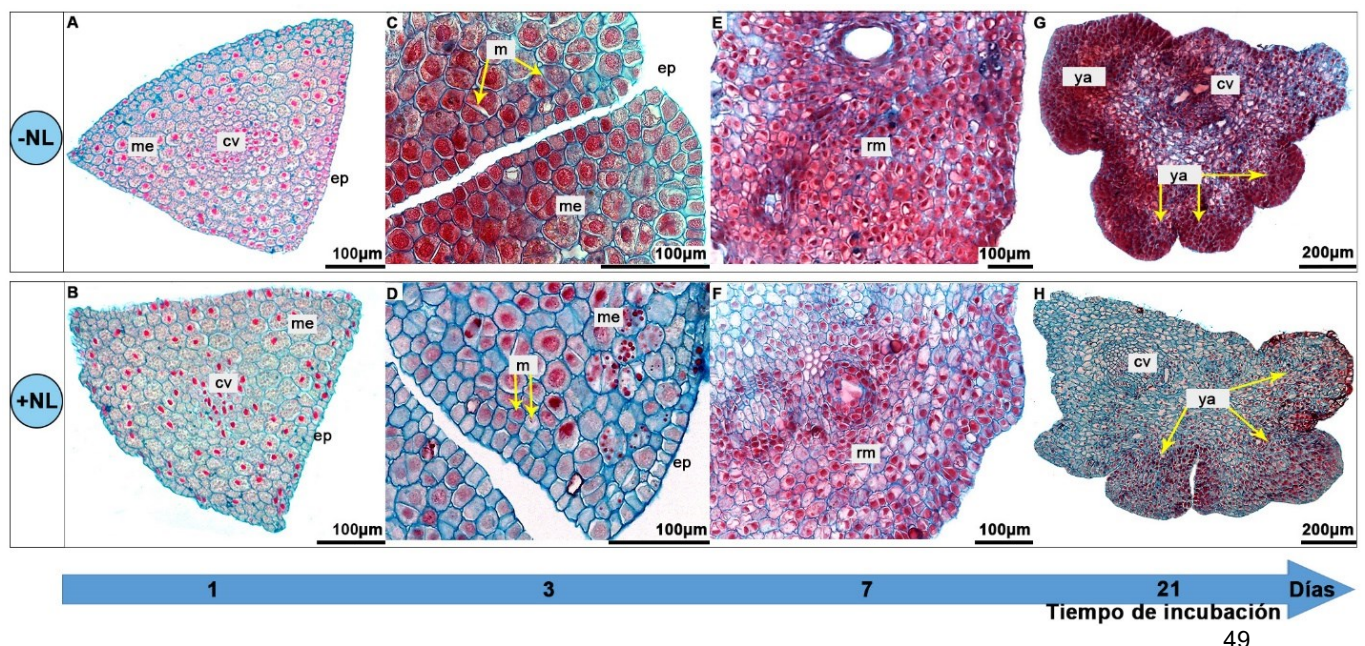 -NL
A
me
cv
ep
100µm
C
m
ep
me
100µm
E
rm
100µm
G
ya
cv
ya
200µm
+NL
B
me
cv
ep
100µm
D
me
m
ep
100µm
F
rm
100µm
H
cv
ya
200µm
1 3 7 21 Días
Tiempo de incubación
49